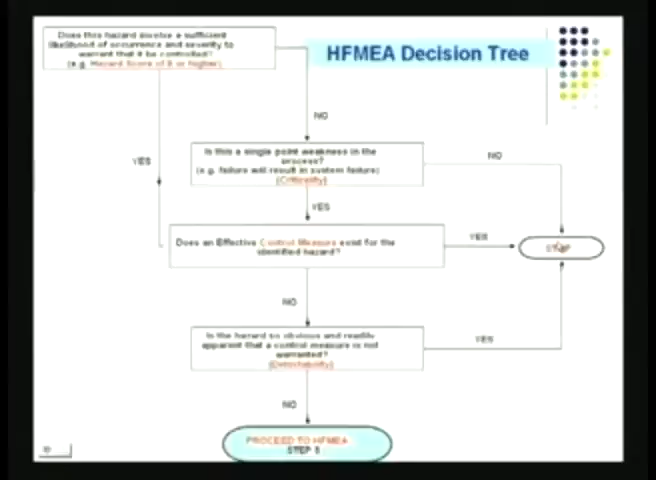 HFMEA Decision Tree
Does this hazard involve a sufficient
likelihood of occurrence and severity to
warrant that it be controlled?
(e.g. Hazard Score of 8 or higher)
NO
YES
Is this a single point weakness in the
process?
(e.g. failure will result in system failure)
(Criticality)
NO
YES
Does an Effective Control Measure exist for the
identified hazard?
YES
STOP
NO
Is the hazard so obvious and readily
apparent that a control measure is not
warranted?
(Detectability)
YES
NO
PROCEED TO HFMEA
STEP 5